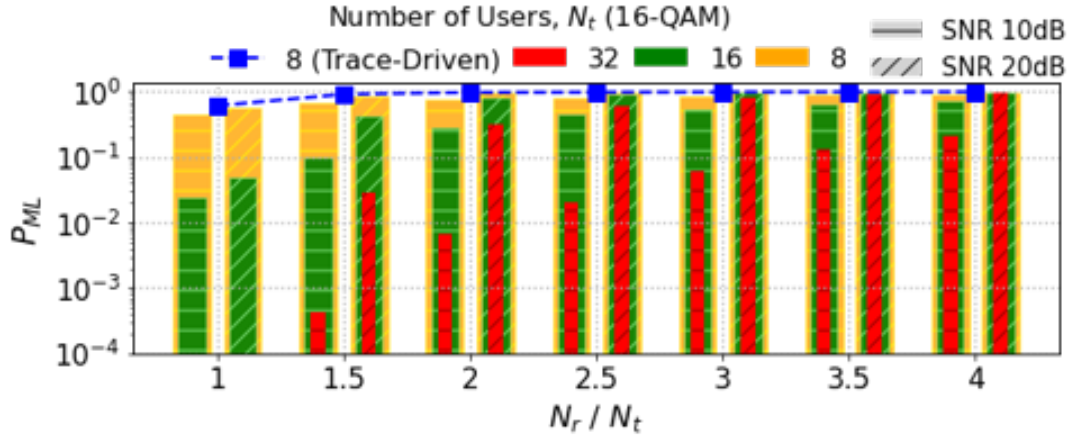 Number of Users, N_t (16-QAM)
8 (Trace-Driven) 32 16 8
SNR 10dB
SNR 20dB
P_ML
10^0
10^-1
10^-2
10^-3
10^-4
1 1.5 2 2.5 3 3.5 4
N_r / N_t